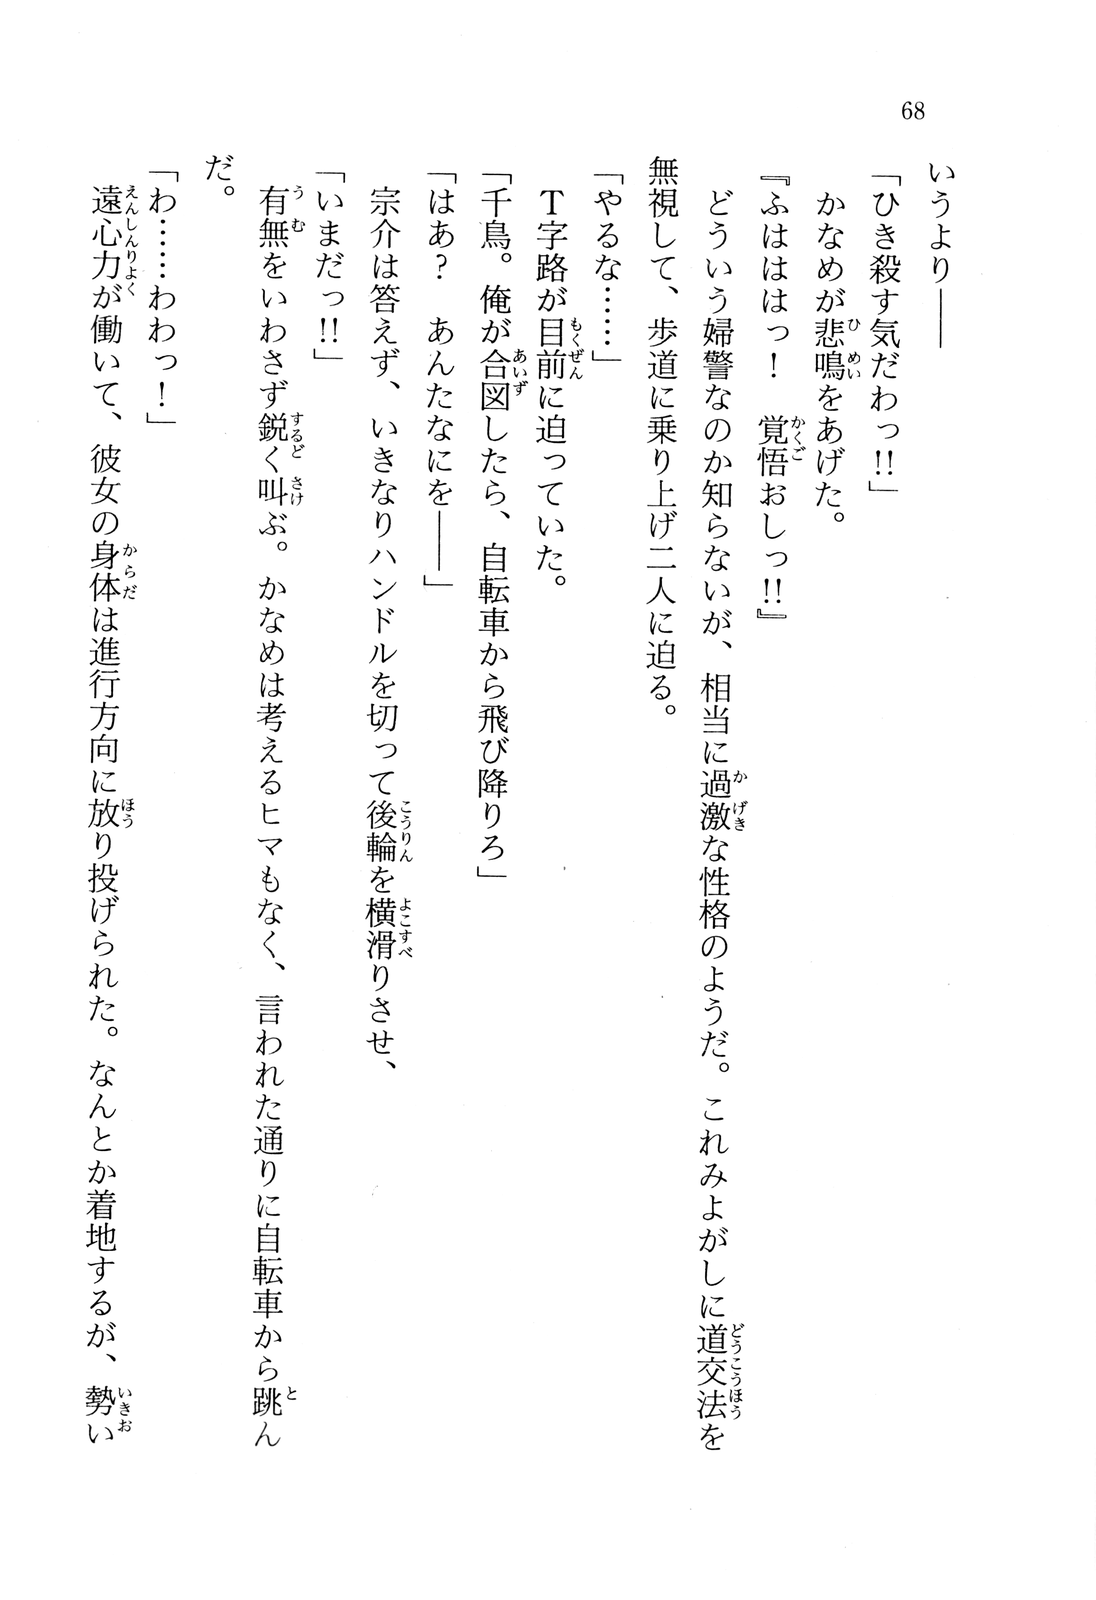 68
いうより――
「ひき殺す気だわっ!!」
かなめが悲鳴をあげた。
『ふはははっ！　覚悟おしっ!!』
どういう婦警なのか知らないが、相当に過激な性格のようだ。これみよがしに道交法を
無視して、歩道に乗り上げ二人に迫る。
「やるな……」
Ｔ字路が目前に迫っていた。
「千鳥。俺が合図したら、自転車から飛び降りろ」
「はあ？　あんたなにを――」
宗介は答えず、いきなりハンドルを切って後輪を横滑りさせ、
「いまだっ!!」
有無をいわさず鋭く叫ぶ。かなめは考えるヒマもなく、言われた通りに自転車から跳ん
だ。
「わ……わわっ！」
遠心力が働いて、彼女の身体は進行方向に放り投げられた。なんとか着地するが、勢い